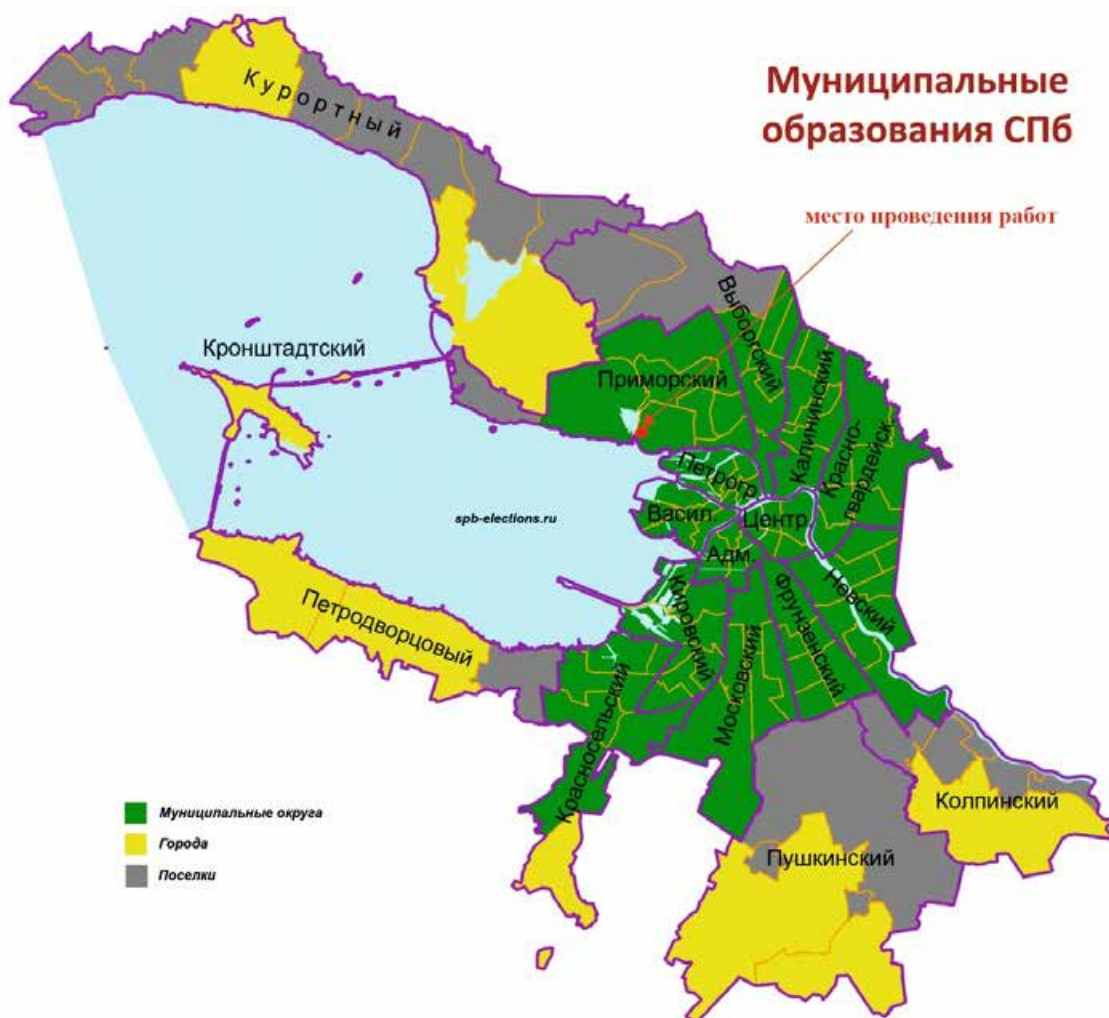 Муниципальные
образования СПб
место проведения работ
Курортный
Выборгский
Кронштадтский
Приморский
Калининский
Красно-
гвардейск.
Петрогр.
Васил.
Центр
spb-elections.ru
Адм.
Невский
Фрунзенский
Кировский
Петродворцовый
Московский
Красносельский
Муниципальные округа
Города
Поселки
Колпинский
Пушкинский